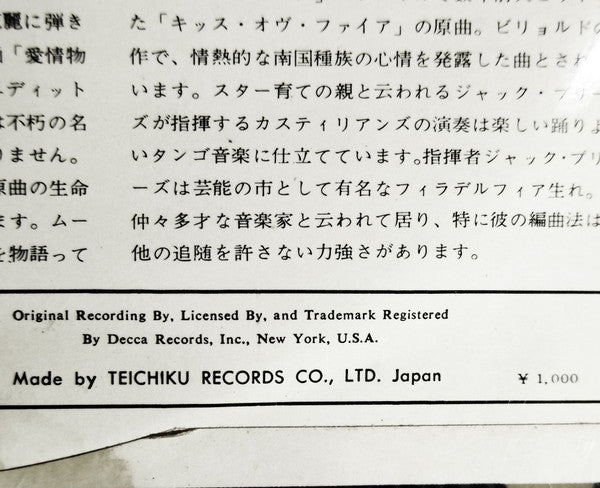 麗に弾き
「愛情物
ディット
は不朽の名
りません。
原曲の生命
ます。ムー
を物語って
た「キッス・オヴ・ファイア」の原曲。ビリョルドの
作で、情熱的な南国種族の心情を発露した曲とされ
います。スター育ての親と云われるジャック・プリ
ズが指揮するカスティリアンズの演奏は楽しい踊りよ
いタンゴ音楽に仕立てています。指揮者ジャック・プリ
ーズは芸能の市として有名なフィラデルフィア生れ。
仲々多才な音楽家と云われて居り、特に彼の編曲法は
他の追随を許さない力強さがあります。
Original Recording By, Licensed By, and Trademark Registered
By Decca Records, Inc., New York, U.S.A.
Made by TEICHIKU RECORDS CO., LTD. Japan ¥ 1,000